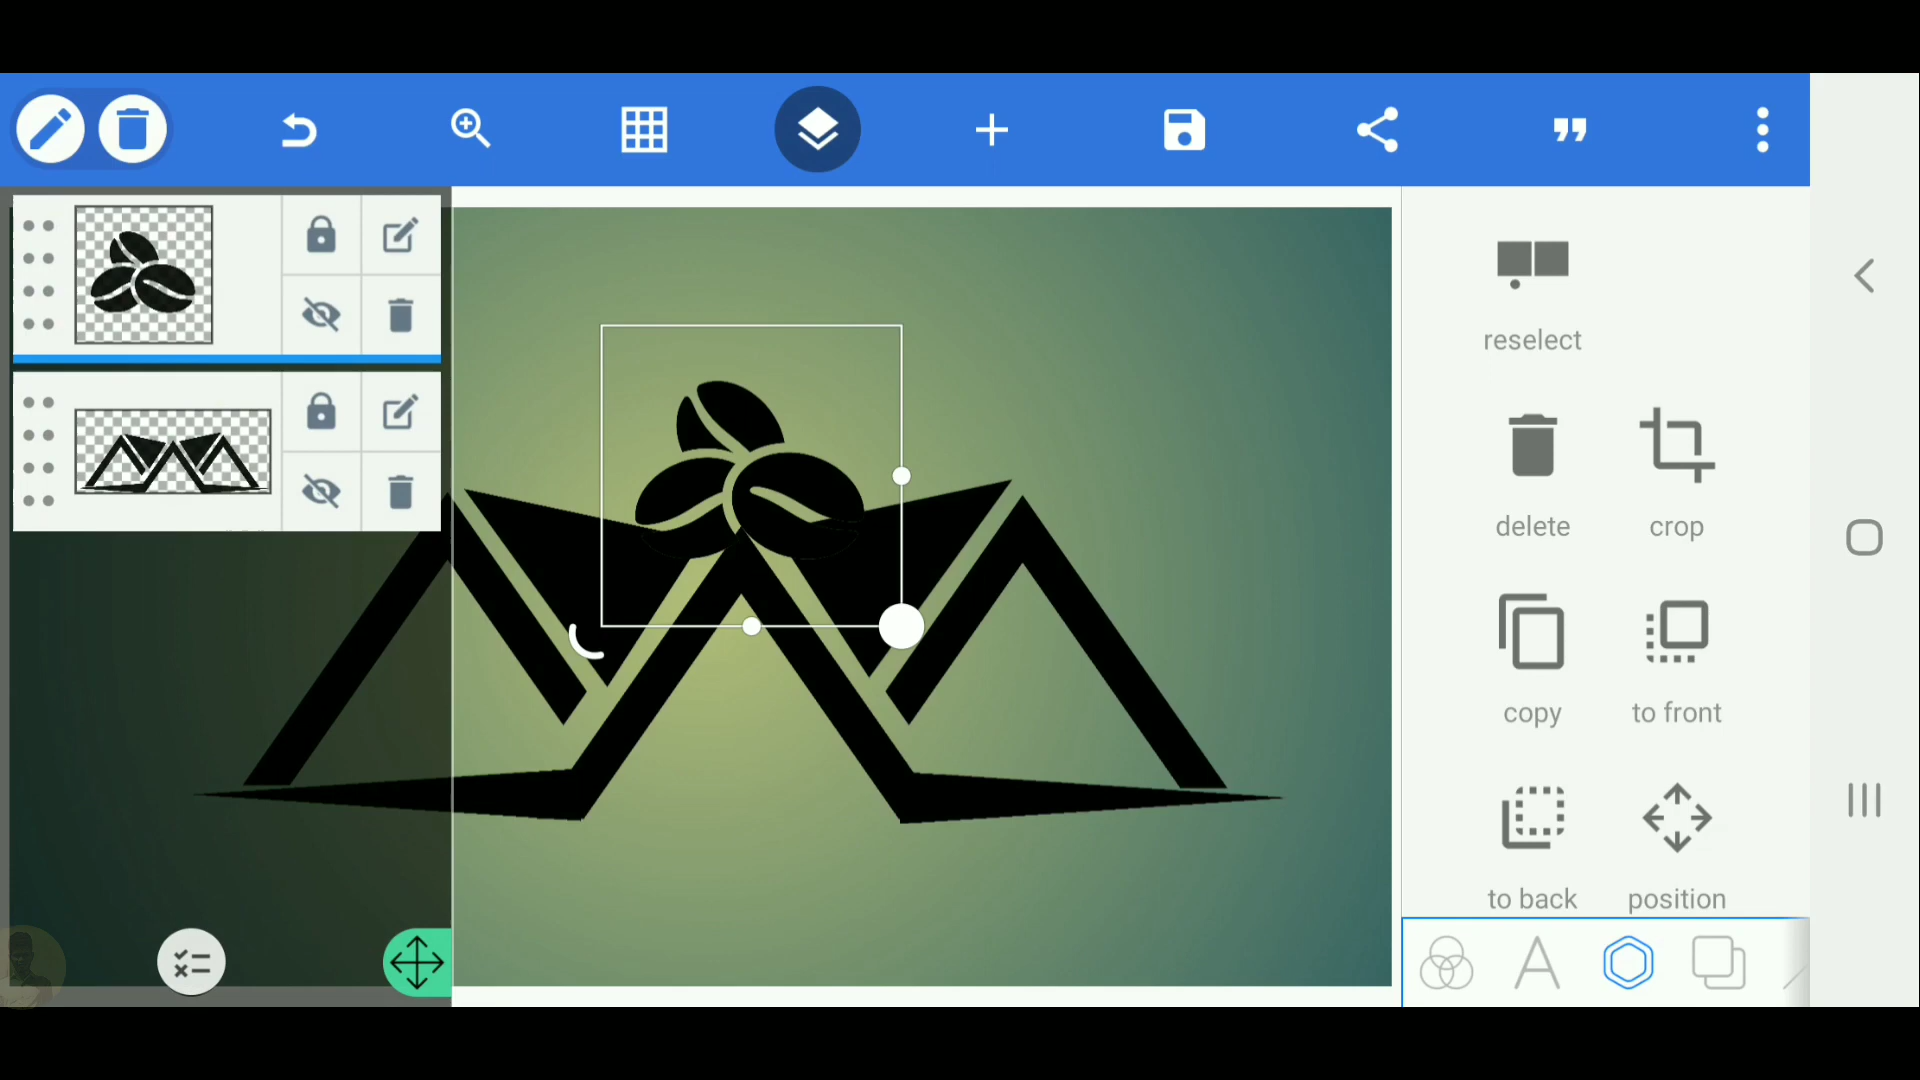 reselect
delete
crop
copy
to front
to back
position